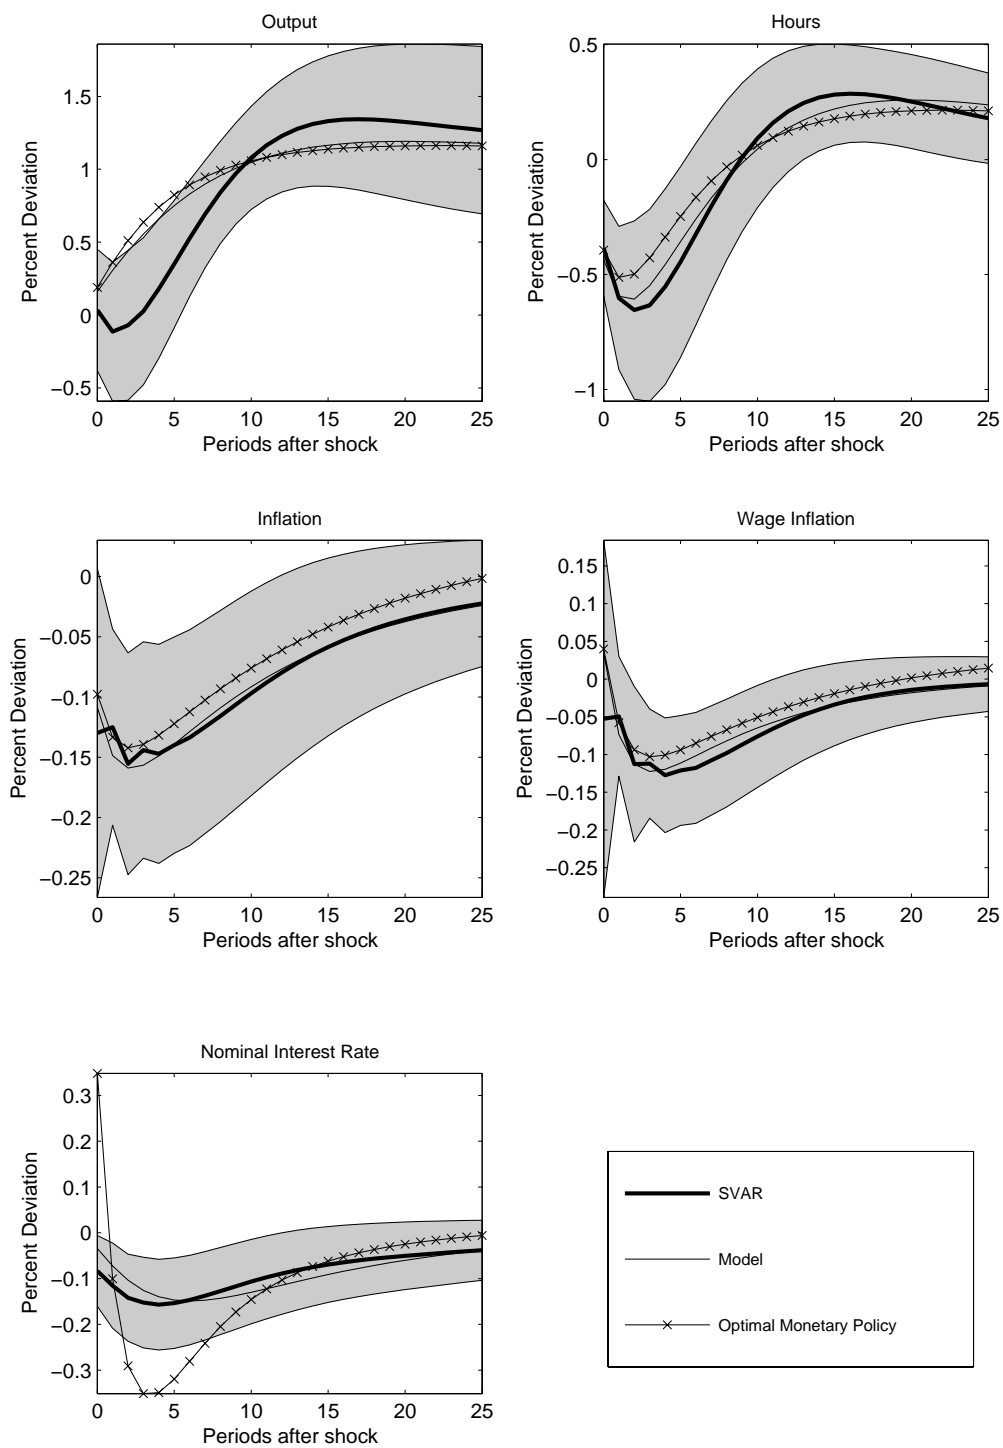 Output
Percent Deviation
1.5
1
0.5
0
−0.5
0 5 10 15 20 25
Periods after shock
Hours
Percent Deviation
0.5
0
−0.5
−1
0 5 10 15 20 25
Periods after shock
Inflation
Percent Deviation
0
−0.05
−0.1
−0.15
−0.2
−0.25
0 5 10 15 20 25
Periods after shock
Wage Inflation
Percent Deviation
0.15
0.1
0.05
0
−0.05
−0.1
−0.15
−0.2
−0.25
0 5 10 15 20 25
Periods after shock
Nominal Interest Rate
Percent Deviation
0.3
0.2
0.1
0
−0.1
−0.2
−0.3
0 5 10 15 20 25
Periods after shock
SVAR
Model
Optimal Monetary Policy